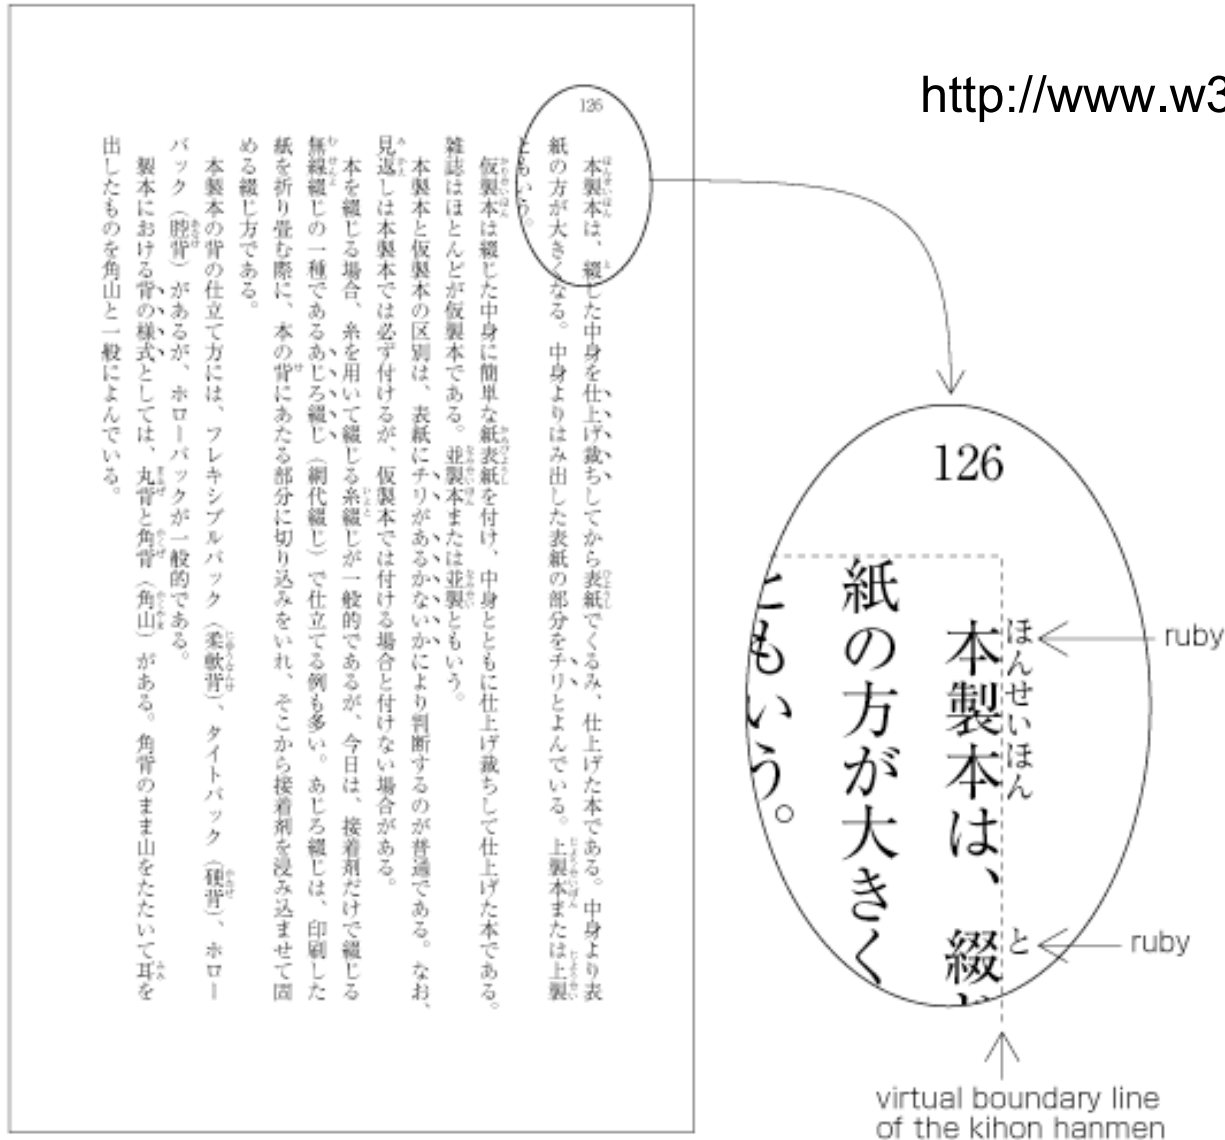 http://www.w3
126
本製本は、綴じた中身を仕上げ裁ちしてから表紙でくるみ、仕上げた本である。中身より表
紙の方が大きくなる。中身よりはみ出した表紙の部分をチリとよんでいる。上製本または上製
ともいう。
仮製本は綴じた中身に簡単な紙表紙を付け、中身とともに仕上げ裁ちして仕上げた本である。
雑誌はほとんどが仮製本である。並製本または並製ともいう。
本製本と仮製本の区別は、表紙にチリがあるかないかにより判断するのが普通である。なお、
見返しは本製本では必ず付けるが、仮製本では付ける場合と付けない場合がある。
本を綴じる場合、糸を用いて綴じる糸綴じが一般的であるが、今日は、接着剤だけで綴じる
無線綴じの一種であるあじろ綴じ（網代綴じ）で仕立てる例も多い。あじろ綴じは、印刷した
紙を折り畳む際に、本の背にあたる部分に切り込みをいれ、そこから接着剤を浸み込ませて固
める綴じ方である。
本製本の背の仕立て方には、フレキシブルバック（柔軟背）、タイトバック（硬背）、ホロー
バック（腔背）があるが、ホローバックが一般的である。
製本における背の様式としては、丸背と角背（角山）がある。角背のまま山をたたいて耳を
出したものを角山と一般によんでいる。
126
ほんせいほん
と
本製本は、綴じ
紙の方が大きく
ともいう。
ruby
ruby
virtual boundary line
of the kihon hanmen